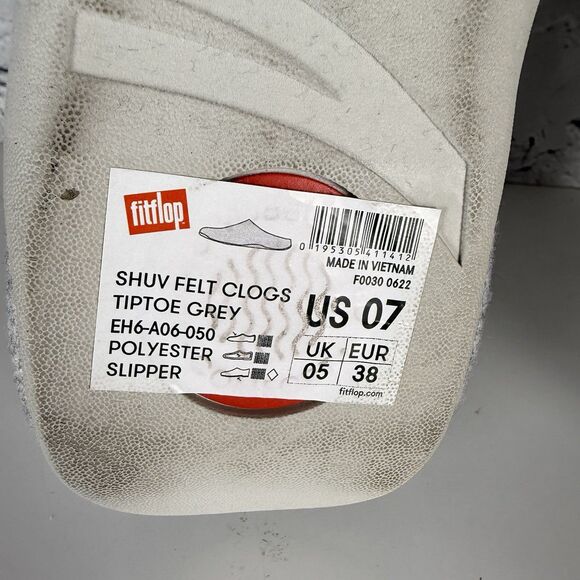 fitflop
0 195305 411412
MADE IN VIETNAM
F0030 0622
SHUV FELT CLOGS
TIPTOE GREY
EH6-A06-050
POLYESTER
SLIPPER
US 07
UK EUR
05 38
fitflop.com